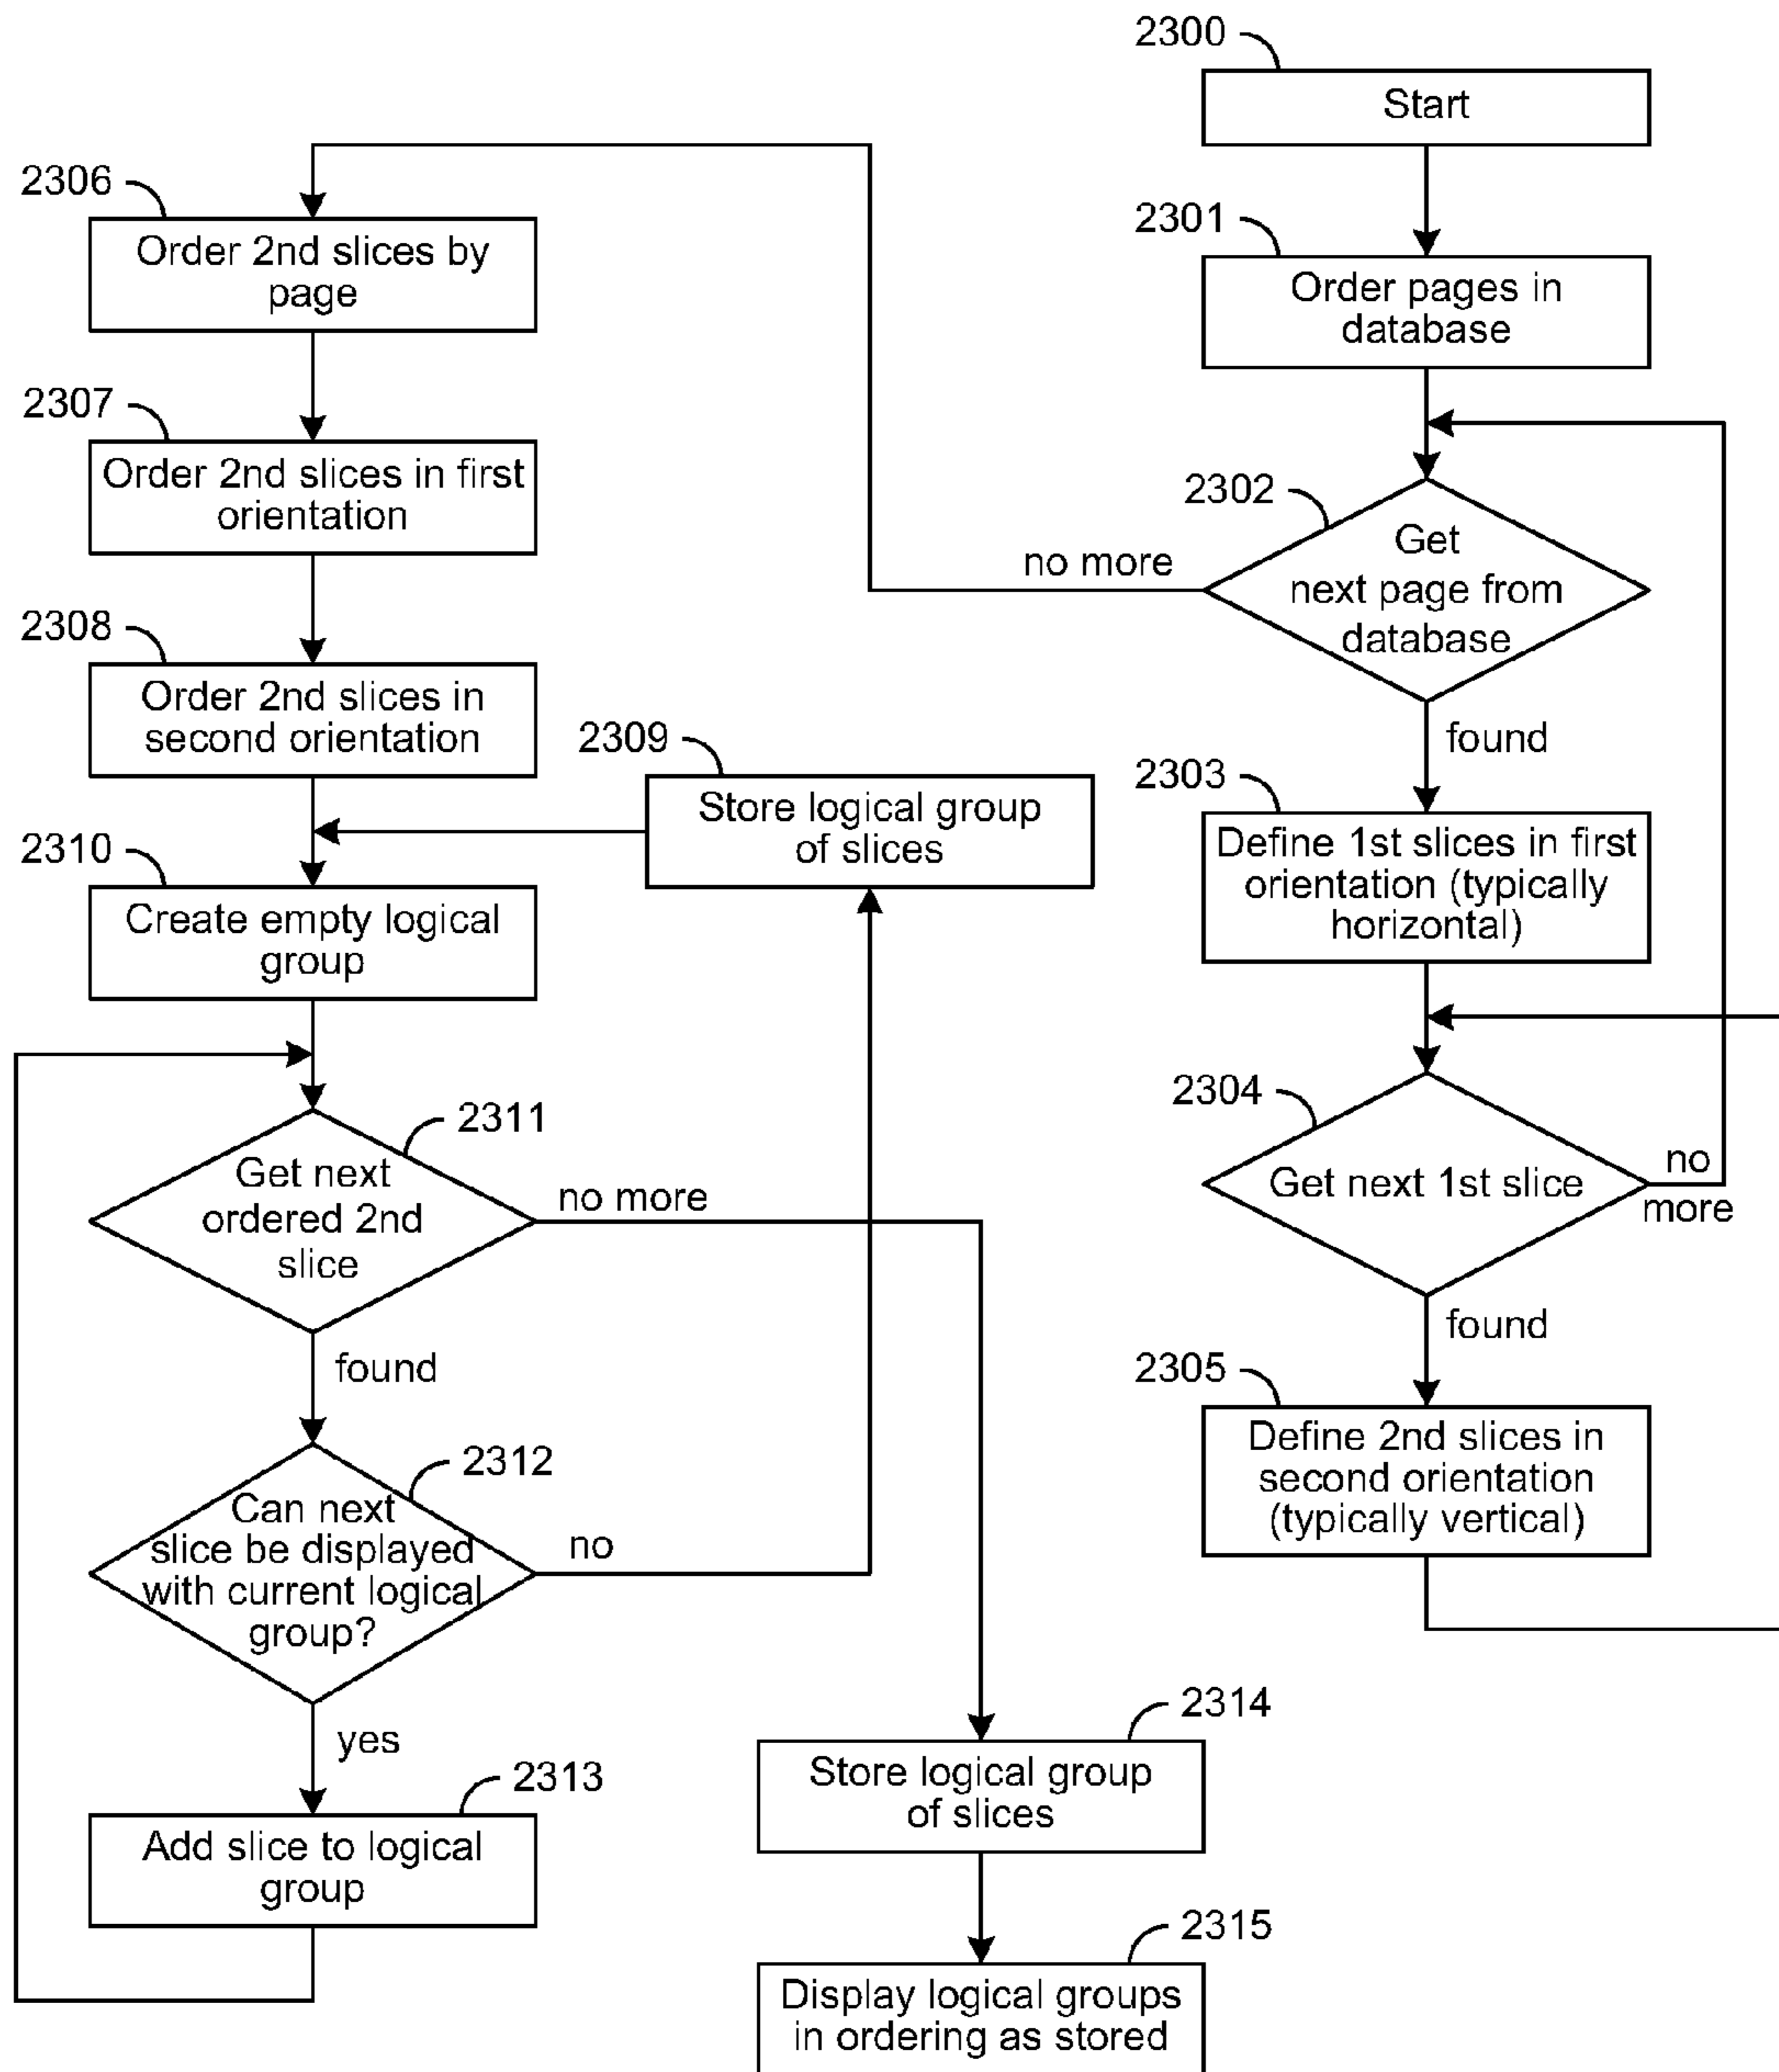 2300
Start
2301
Order pages in
database
2302
Get
next page from
database
no more
found
2303
Define 1st slices in first
orientation (typically
horizontal)
2304
Get next 1st slice
no
more
found
2305
Define 2nd slices in
second orientation
(typically vertical)
2306
Order 2nd slices by
page
2307
Order 2nd slices in first
orientation
2308
Order 2nd slices in
second orientation
2309
Store logical group
of slices
2310
Create empty logical
group
2311
Get next
ordered 2nd
slice
no more
found
2312
Can next
slice be displayed
with current logical
group?
no
yes
2313
Add slice to logical
group
2314
Store logical group
of slices
2315
Display logical groups
in ordering as stored